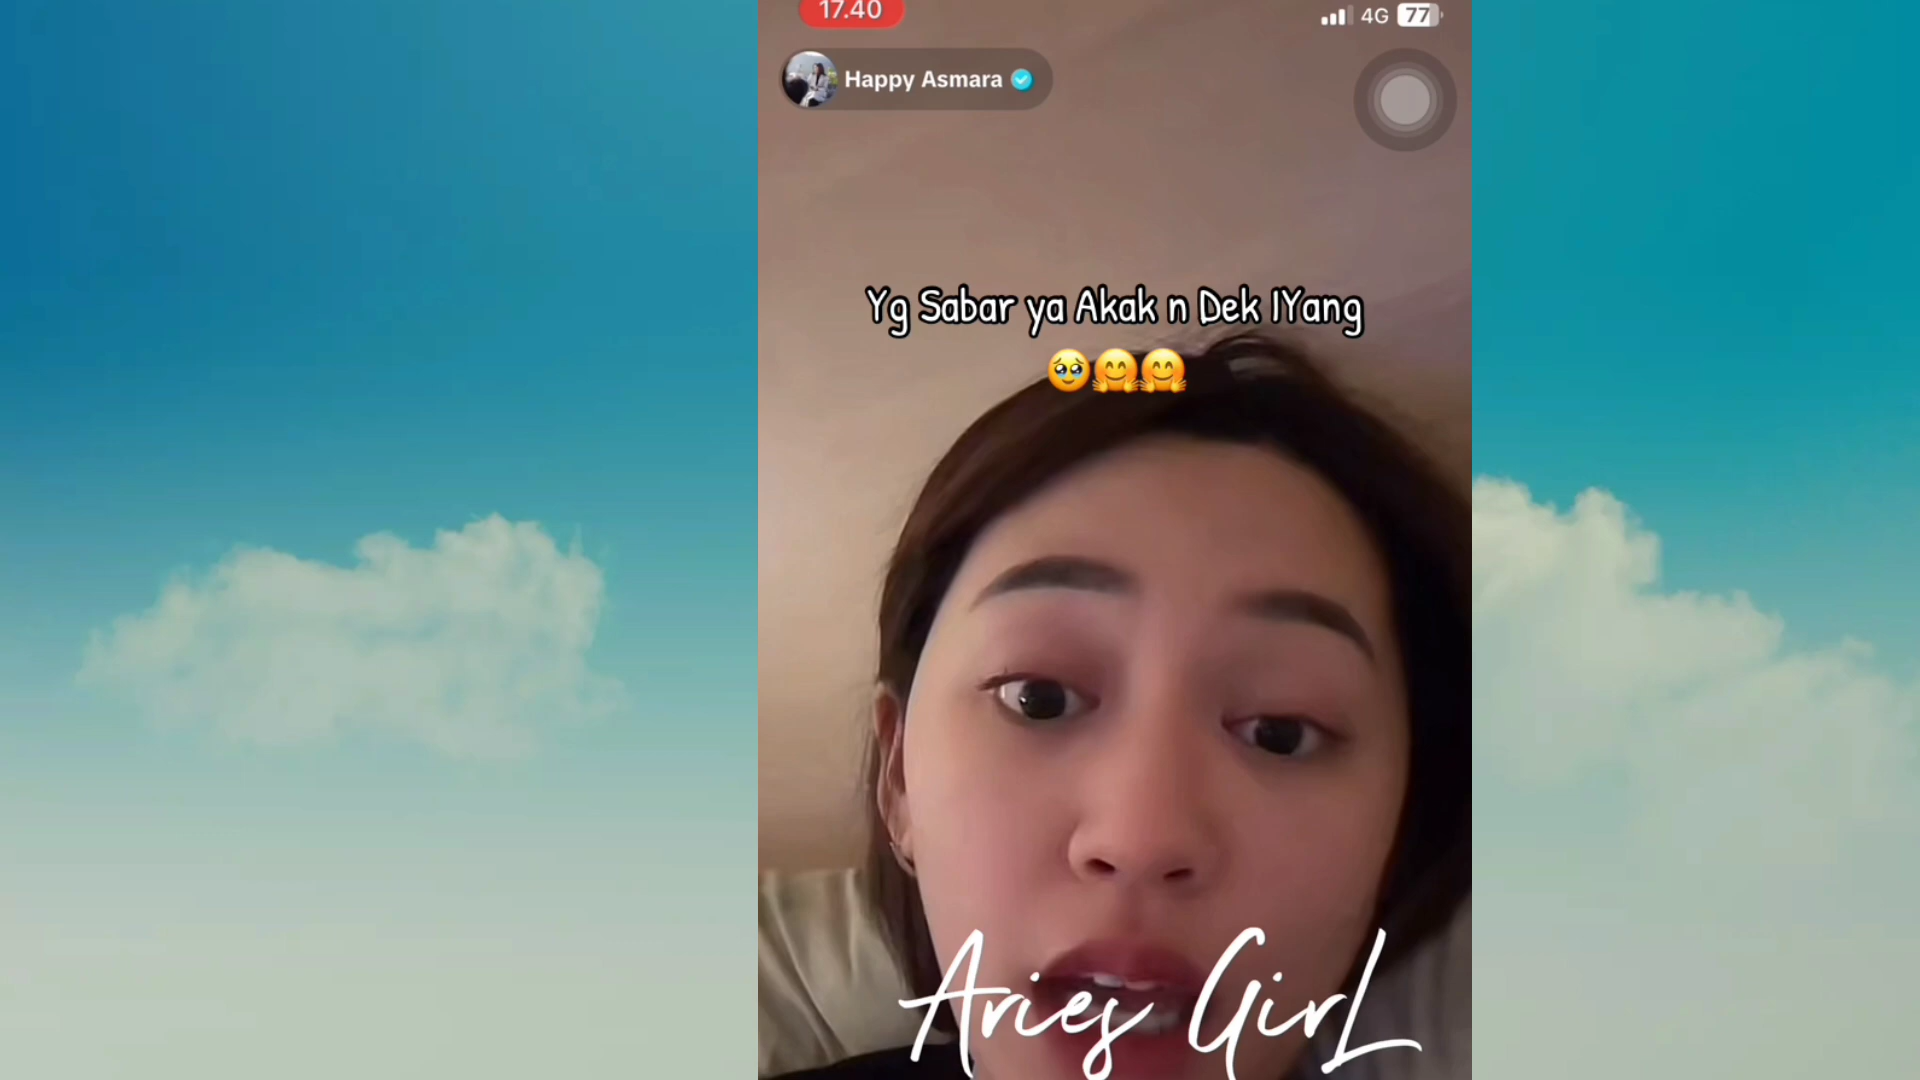 17.40
4G 77
Happy Asmara
Yg Sabar ya Akak n Dek IYang
🥹🤗🤗
Aries GirL